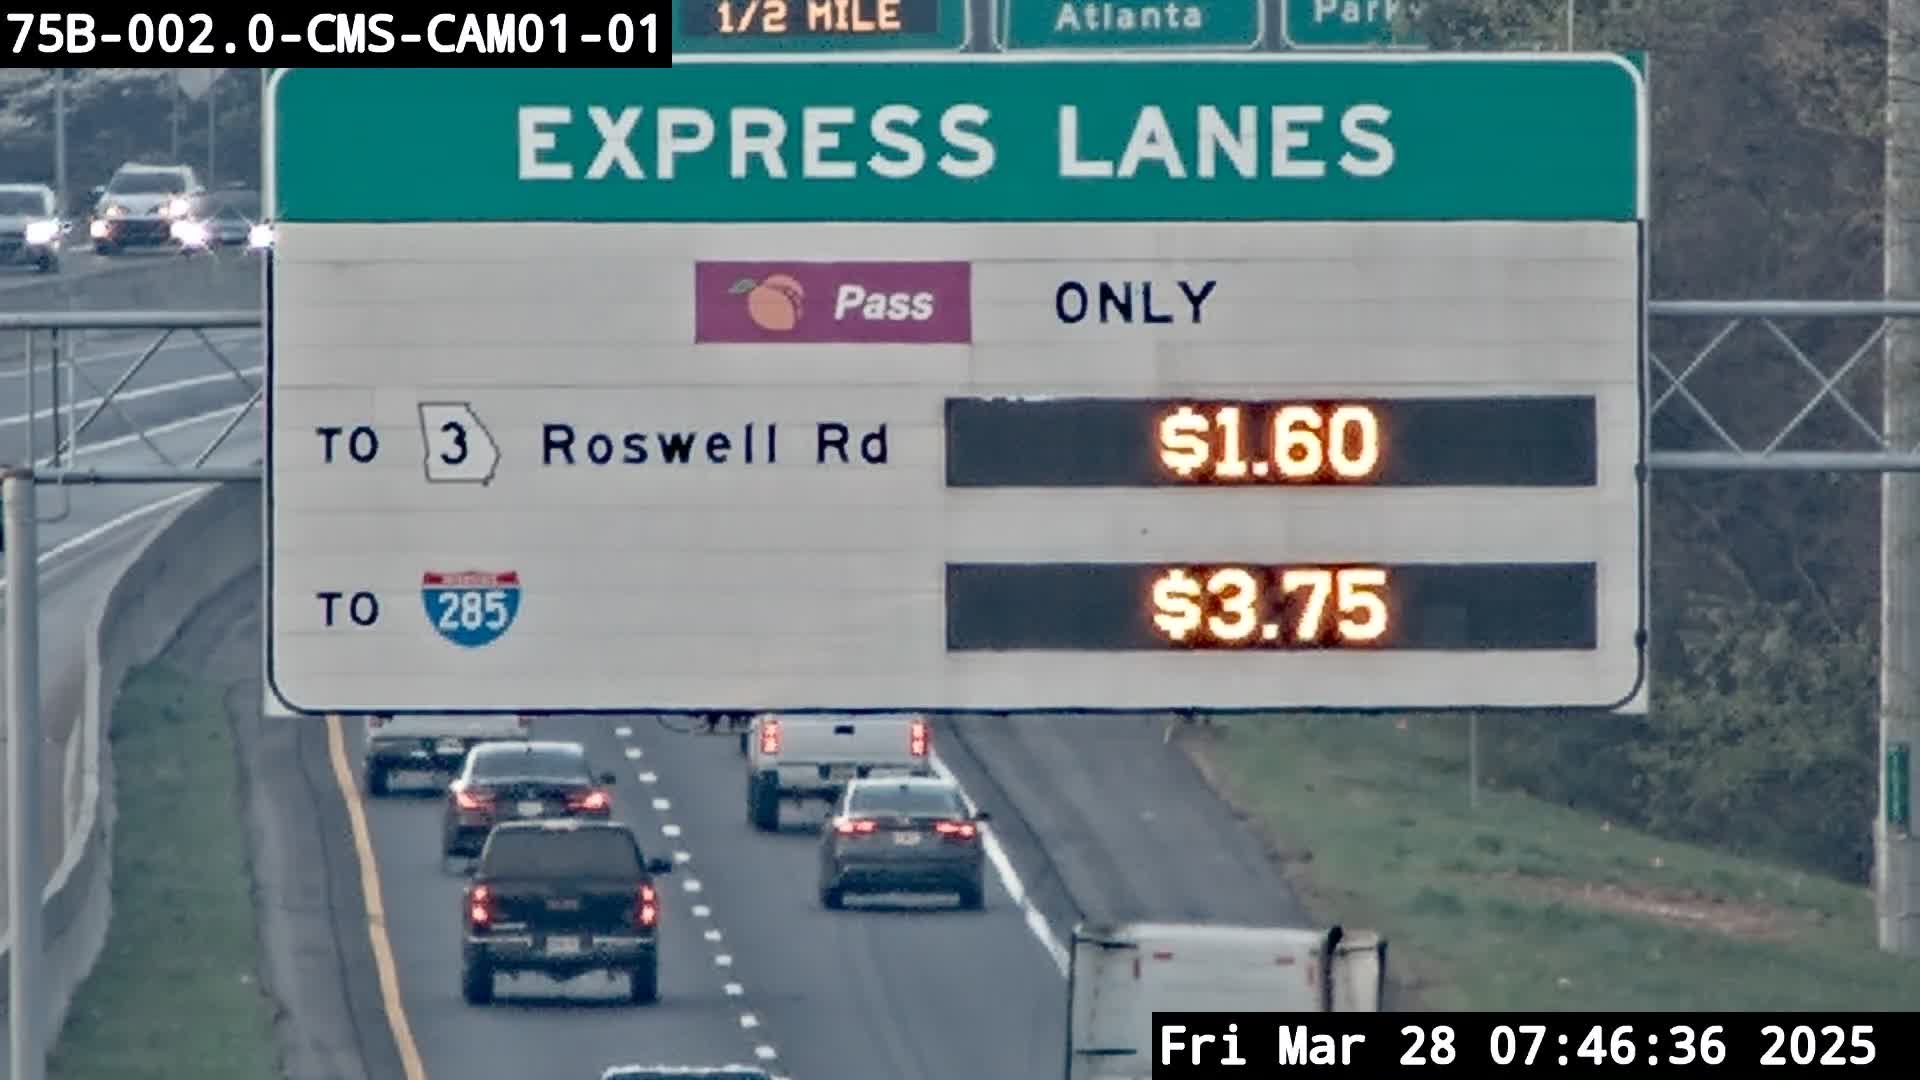 75B-002.0-CMS-CAM01-01
1/2 MILE
Atlanta
EXPRESS LANES
Pass ONLY
TO 3 Roswell Rd $1.60
TO 285 $3.75
Fri Mar 28 07:46:36 2025